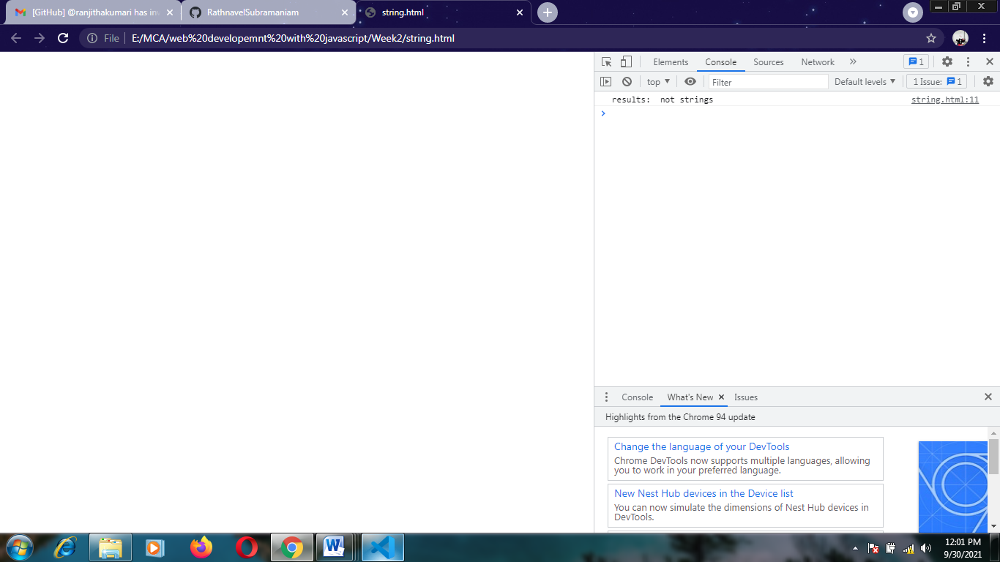 [GitHub] @ranjithakumari has inv
RathnavelSubramaniam
string.html
File
E:/MCA/web%20developemnt%20with%20javascript/Week2/string.html
Elements Console Sources Network » 1
top ▼ Filter Default levels ▼ 1 Issue: 1
results:  not strings string.html:11
>
Console What's New Issues
Highlights from the Chrome 94 update
Change the language of your DevTools
Chrome DevTools now supports multiple languages, allowing
you to work in your preferred language.
New Nest Hub devices in the Device list
You can now simulate the dimensions of Nest Hub devices in
DevTools.
12:01 PM
9/30/2021